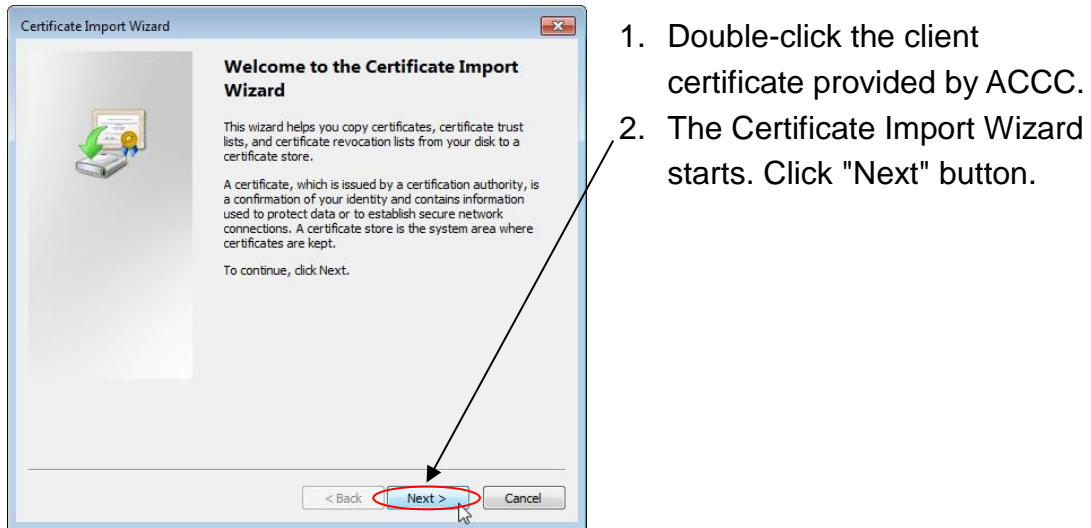 Certificate Import Wizard
Welcome to the Certificate Import
Wizard
This wizard helps you copy certificates, certificate trust
lists, and certificate revocation lists from your disk to a
certificate store.
A certificate, which is issued by a certification authority, is
a confirmation of your identity and contains information
used to protect data or to establish secure network
connections. A certificate store is the system area where
certificates are kept.
To continue, click Next.
< Back
Next >
Cancel
1. Double-click the client
certificate provided by ACCC.
2. The Certificate Import Wizard
starts. Click "Next" button.